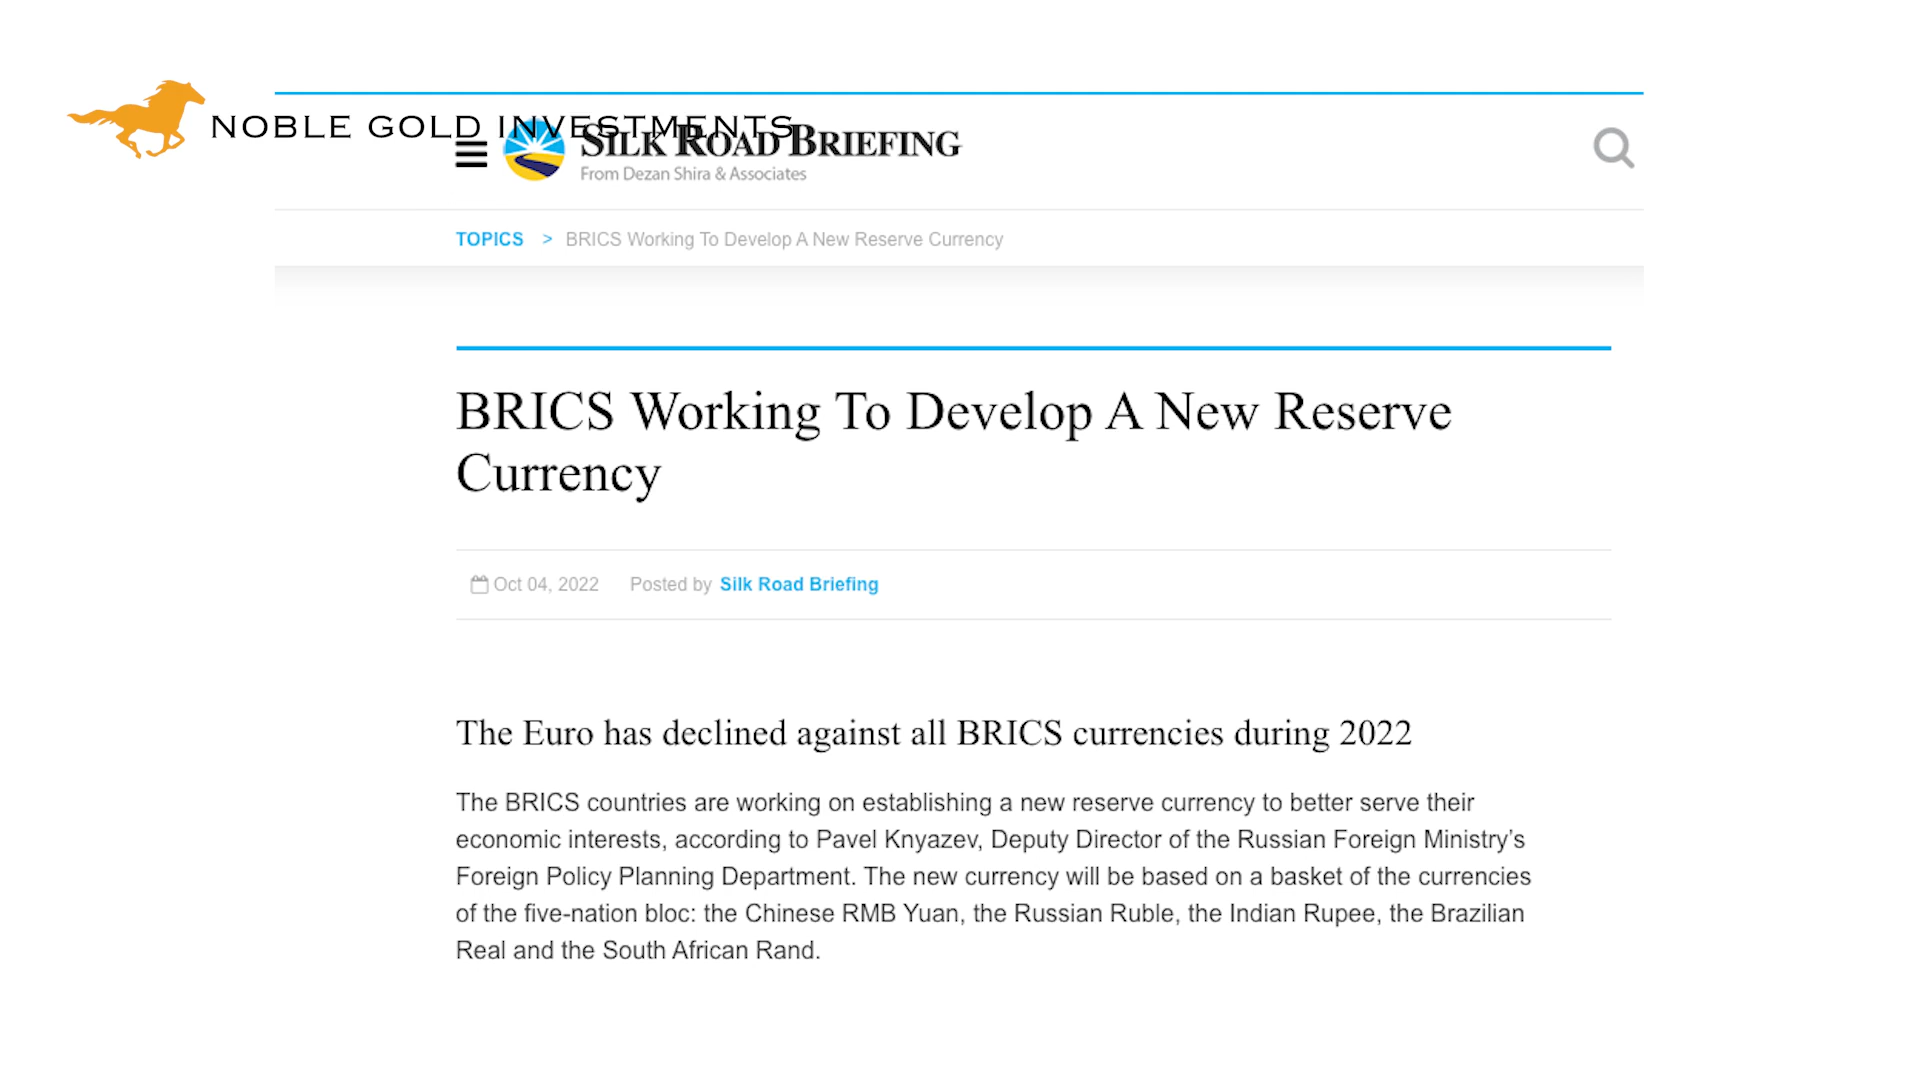 NOBLE GOLD INVESTMENTS
SILK ROAD BRIEFING
From Dezan Shira & Associates
TOPICS > BRICS Working To Develop A New Reserve Currency
BRICS Working To Develop A New Reserve
Currency
Oct 04, 2022 Posted by Silk Road Briefing
The Euro has declined against all BRICS currencies during 2022
The BRICS countries are working on establishing a new reserve currency to better serve their
economic interests, according to Pavel Knyazev, Deputy Director of the Russian Foreign Ministry’s
Foreign Policy Planning Department. The new currency will be based on a basket of the currencies
of the five-nation bloc: the Chinese RMB Yuan, the Russian Ruble, the Indian Rupee, the Brazilian
Real and the South African Rand.